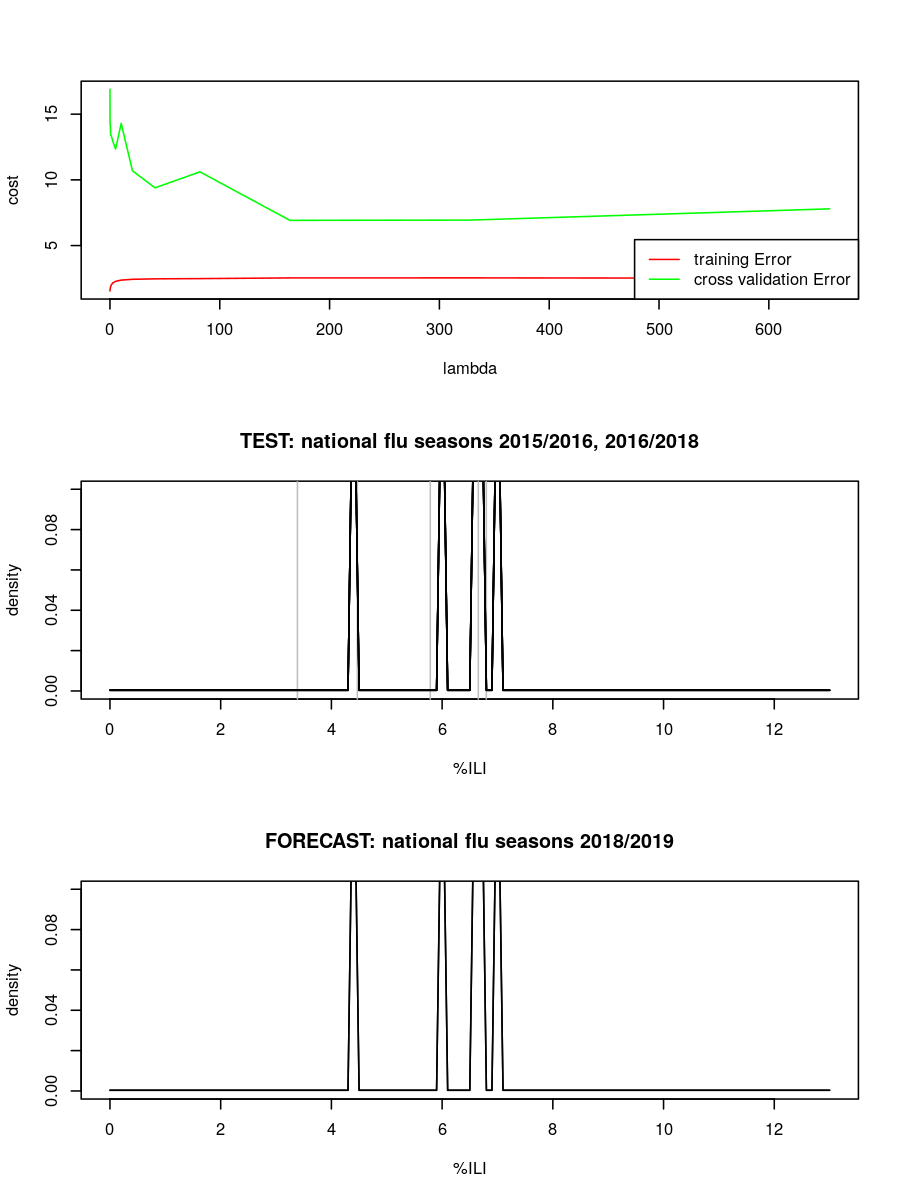 15
10
5
cost
training Error
cross validation Error
0 100 200 300 400 500 600
lambda
TEST: national flu seasons 2015/2016, 2016/2018
0.08
0.04
0.00
density
0 2 4 6 8 10 12
%ILI
FORECAST: national flu seasons 2018/2019
0.08
0.04
0.00
density
0 2 4 6 8 10 12
%ILI